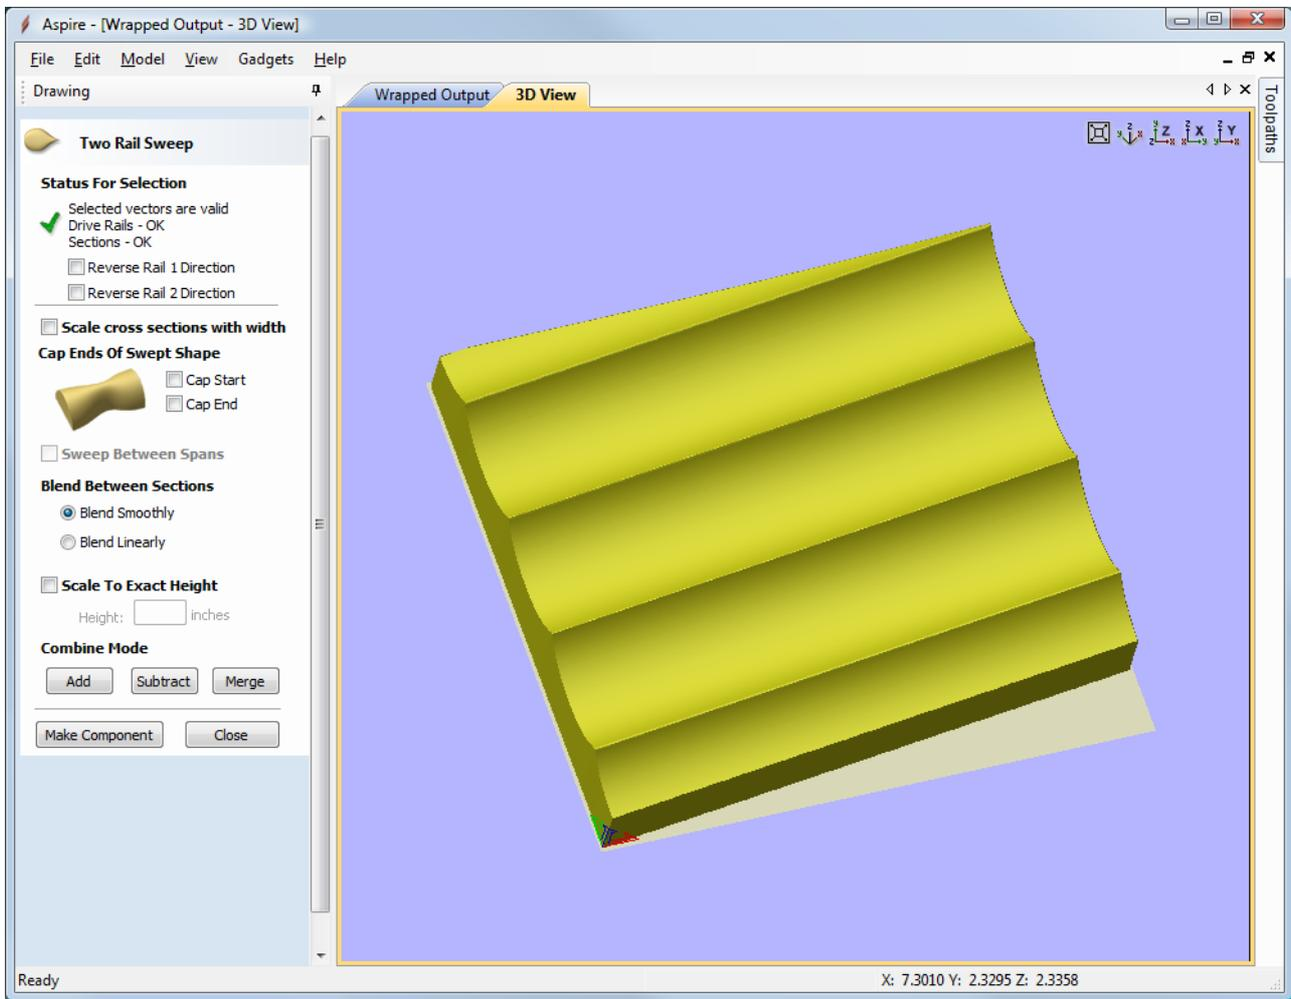 Aspire - [Wrapped Output - 3D View]
File Edit Model View Gadgets Help
Drawing
Wrapped Output 3D View
Toolpaths
Two Rail Sweep
Status For Selection
Selected vectors are valid
Drive Rails - OK
Sections - OK
Reverse Rail 1 Direction
Reverse Rail 2 Direction
Scale cross sections with width
Cap Ends Of Swept Shape
Cap Start
Cap End
Sweep Between Spans
Blend Between Sections
Blend Smoothly
Blend Linearly
Scale To Exact Height
Height: inches
Combine Mode
Add Subtract Merge
Make Component Close
Ready X: 7.3010 Y: 2.3295 Z: 2.3358